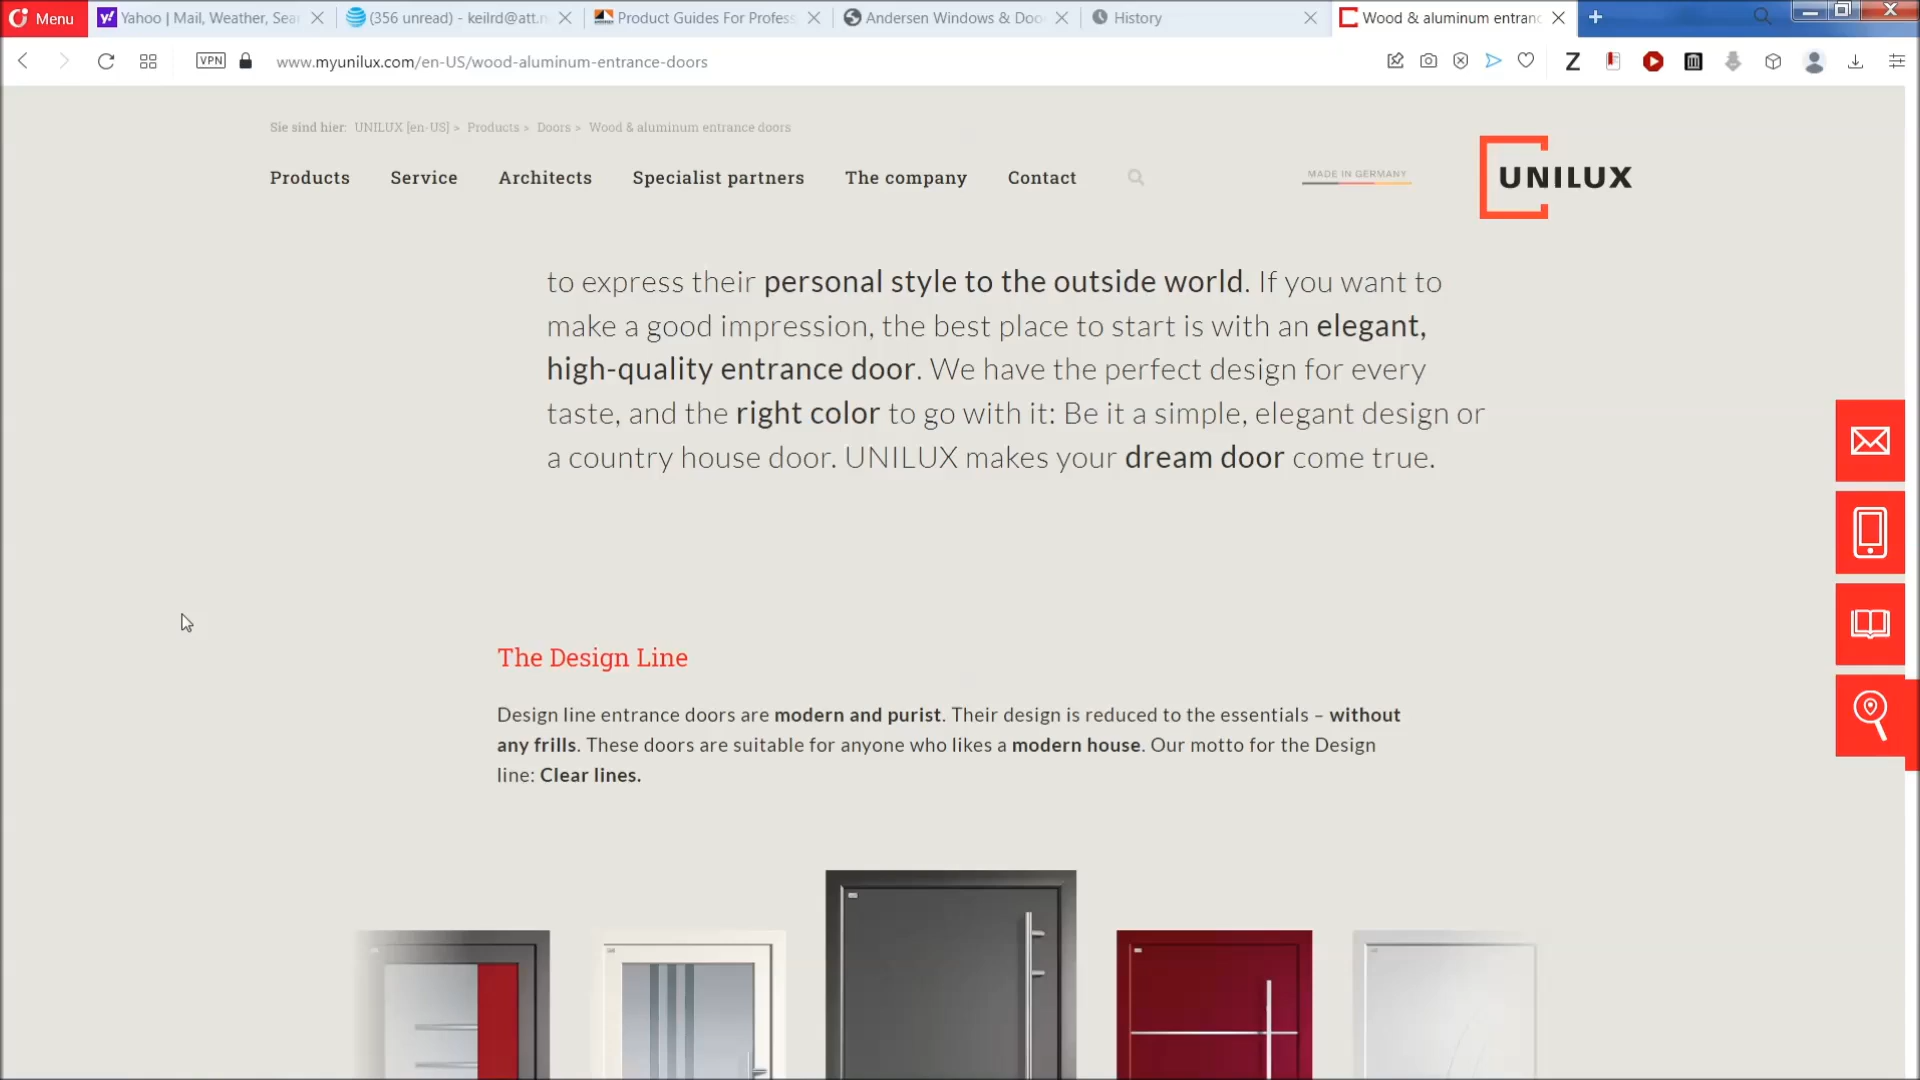 Menu
Yahoo | Mail, Weather, Sear
(356 unread) - keilrd@att.n
Product Guides For Profess
Andersen Windows & Doo
History
Wood & aluminum entranc
VPN
www.myunilux.com/en-US/wood-aluminum-entrance-doors
Z
Sie sind hier: UNILUX [en-US] > Products > Doors > Wood & aluminum entrance doors
Products Service Architects Specialist partners The company Contact
MADE IN GERMANY
UNILUX
to express their personal style to the outside world. If you want to
make a good impression, the best place to start is with an elegant,
high-quality entrance door. We have the perfect design for every
taste, and the right color to go with it: Be it a simple, elegant design or
a country house door. UNILUX makes your dream door come true.
The Design Line
Design line entrance doors are modern and purist. Their design is reduced to the essentials – without
any frills. These doors are suitable for anyone who likes a modern house. Our motto for the Design
line: Clear lines.